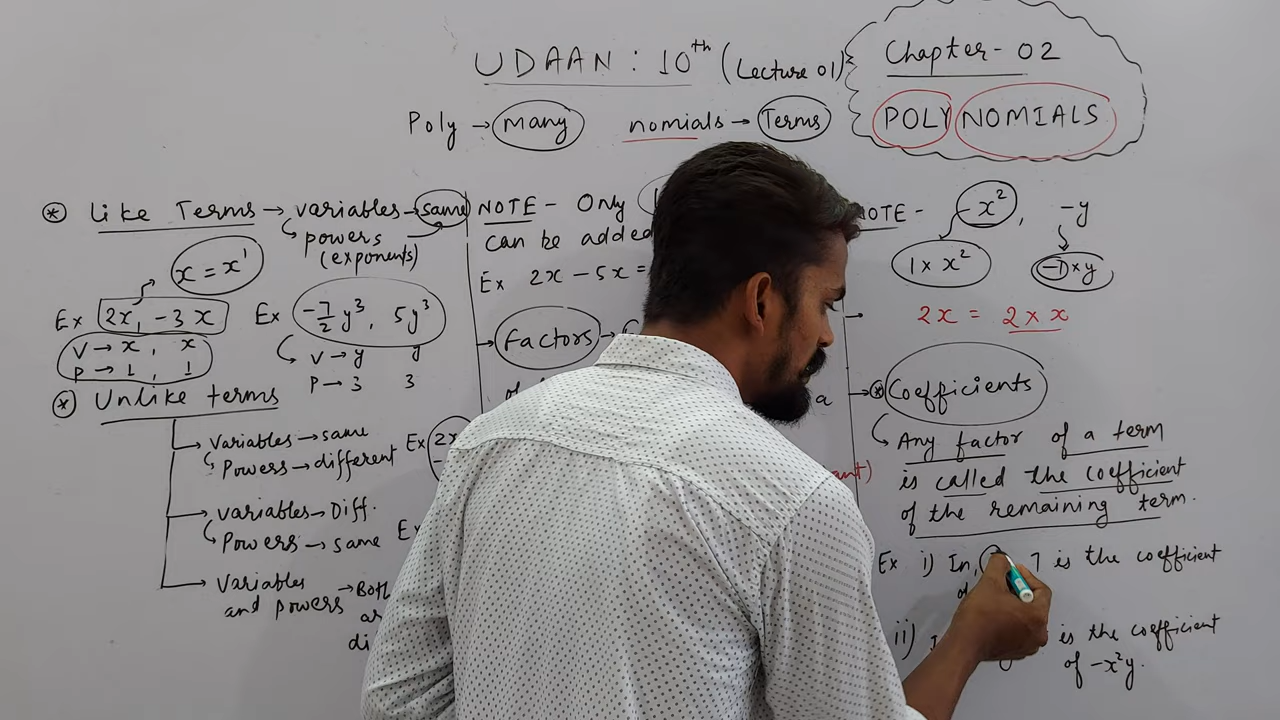 UDAAN : 10th (Lecture 01)
Chapter - 02
POLYNOMIALS
Poly → many nomials → Terms
* Like Terms → variables → same
powers
(exponents)
x = x¹
Ex 2x, -3x
V → x, x
P → 1, 1
Ex -7/2 y³, 5y³
V → y y
P → 3 3
* Unlike terms
→ Variables → same
Powers → different
→ variables → Diff.
Powers → same
→ Variables and powers → Both
Ex 2x
Ex
NOTE - Only
can be added
Ex 2x - 5x =
→ Factors →
a
-x², -y
1 × x² -1 × y
2x = 2 × x
→ * Coefficients
Any factor of a term
is called the coefficient
of the remaining term.
Ex i) In, 7 is the coefficient
ii) is the coefficient
of -x²y.